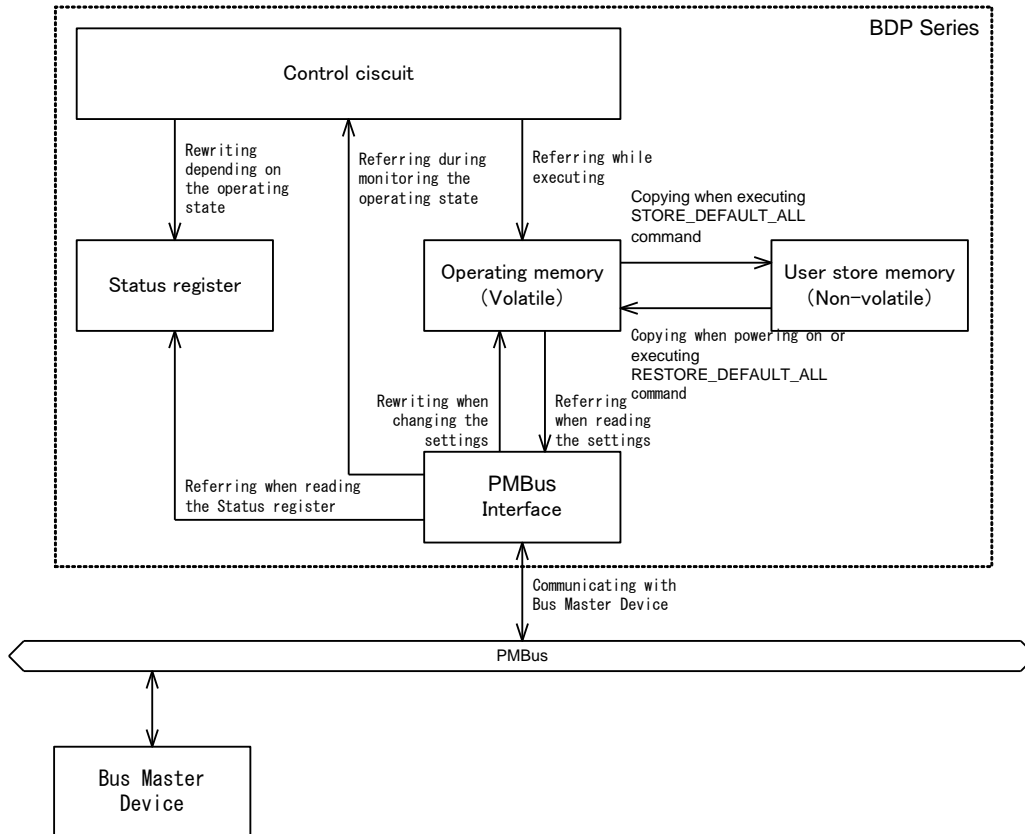 BDP Series
Control ciscuit
Rewriting
depending on
the operating
state
Referring during
monitoring the
operating state
Referring while
executing
Copying when executing
STORE_DEFAULT_ALL
command
Status register
Operating memory
(Volatile)
User store memory
(Non-volatile)
Copying when powering on or
executing
RESTORE_DEFAULT_ALL
command
Rewriting when
changing the
settings
Referring
when reading
the settings
Referring when reading
the Status register
PMBus
Interface
Communicating with
Bus Master Device
PMBus
Bus Master
Device